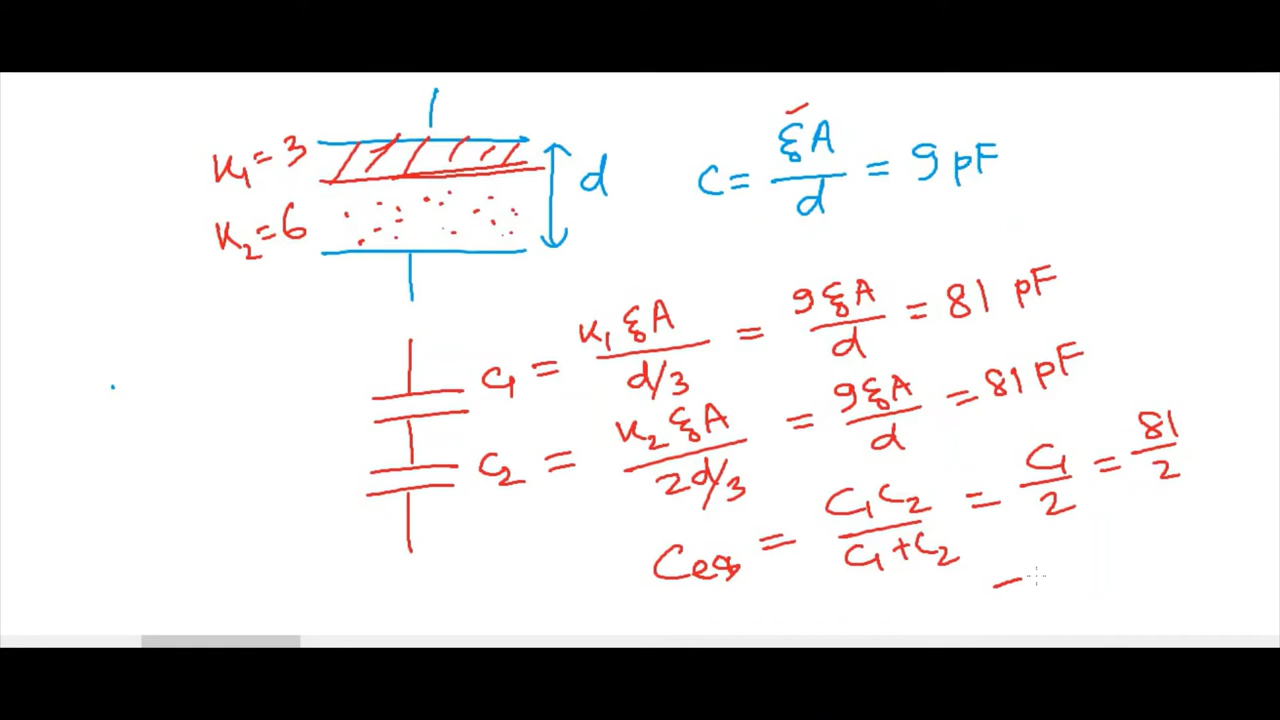 K₁ = 3
K₂ = 6
d
C = ε₀A/d = 9 pF
C₁ = K₁ε₀A/(d/3) = 9ε₀A/d = 81 pF
C₂ = K₂ε₀A/(2d/3) = 9ε₀A/d = 81 pF
Ceq = C₁C₂/(C₁+C₂) = C₁/2 = 81/2